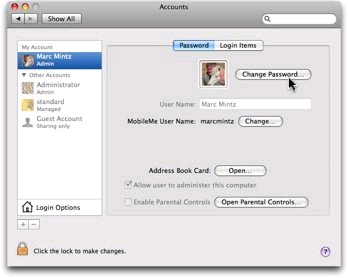 Accounts
Show All
My Account
Marc Mintz
Admin
Other Accounts
Administrator
Admin
standard
Managed
Guest Account
Sharing only
Login Options
+ −
Password Login Items
Change Password...
User Name: Marc Mintz
MobileMe User Name: marcmintz Change...
Address Book Card: Open...
Allow user to administer this computer
Enable Parental Controls Open Parental Controls...
Click the lock to make changes.
?